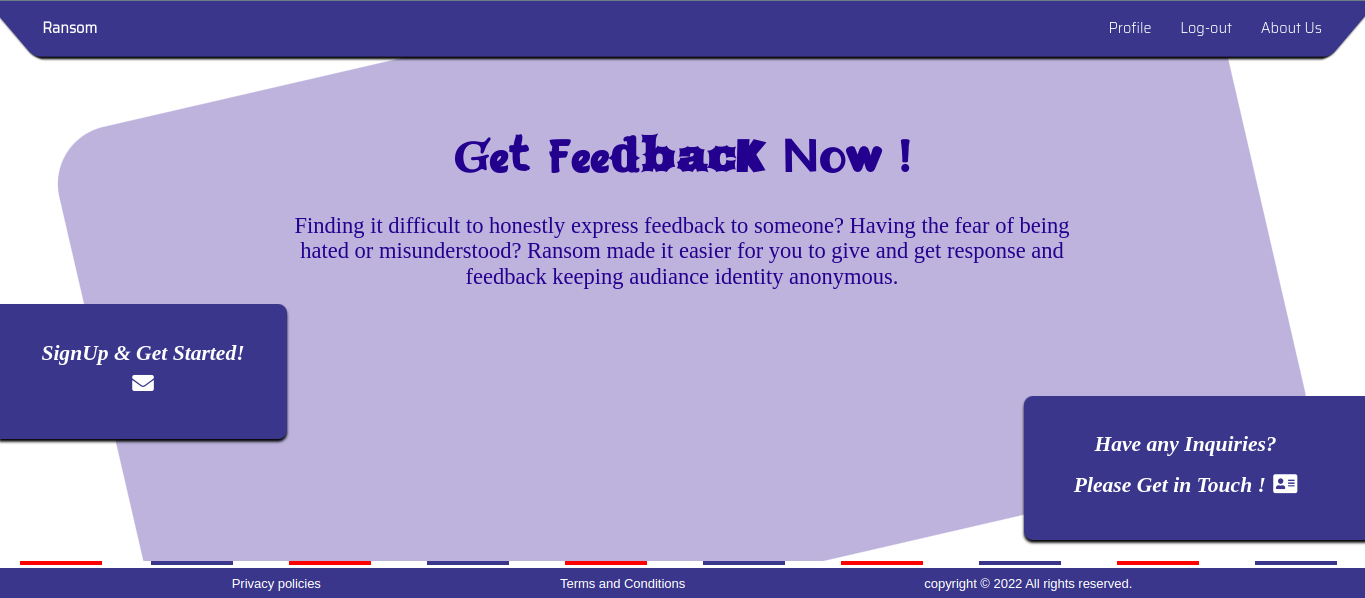 Ransom
Profile Log-out About Us
Get Feedback Now !
Finding it difficult to honestly express feedback to someone? Having the fear of being
hated or misunderstood? Ransom made it easier for you to give and get response and
feedback keeping audiance identity anonymous.
SignUp & Get Started!
Have any Inquiries?
Please Get in Touch !
Privacy policies
Terms and Conditions
copyright © 2022 All rights reserved.